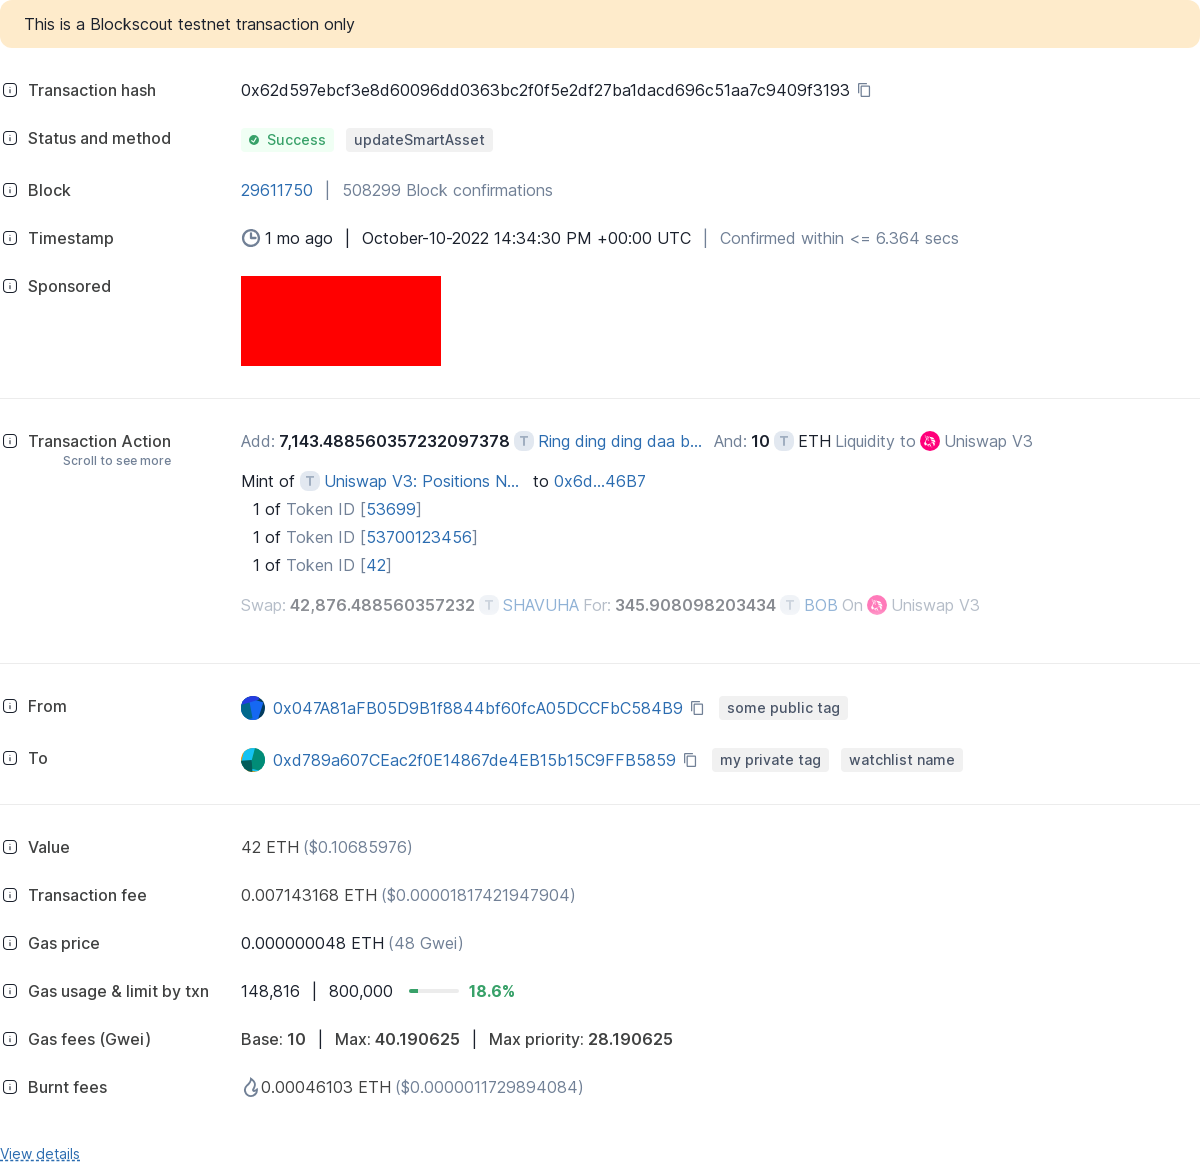 This is a Blockscout testnet transaction only
Transaction hash 0x62d597ebcf3e8d60096dd0363bc2f0f5e2df27ba1dacd696c51aa7c9409f3193
Status and method Success updateSmartAsset
Block 29611750 | 508299 Block confirmations
Timestamp 1 mo ago | October-10-2022 14:34:30 PM +00:00 UTC | Confirmed within <= 6.364 secs
Sponsored
Transaction Action Add: 7,143.488560357232097378 T Ring ding ding daa b... And: 10 T ETH Liquidity to Uniswap V3
Scroll to see more
Mint of T Uniswap V3: Positions N... to 0x6d...46B7
1 of Token ID [53699]
1 of Token ID [53700123456]
1 of Token ID [42]
Swap: 42,876.488560357232 T SHAVUHA For: 345.908098203434 T BOB On Uniswap V3
From 0x047A81aFB05D9B1f8844bf60fcA05DCCFbC584B9 some public tag
To 0xd789a607CEac2f0E14867de4EB15b15C9FFB5859 my private tag watchlist name
Value 42 ETH ($0.10685976)
Transaction fee 0.007143168 ETH ($0.00001817421947904)
Gas price 0.000000048 ETH (48 Gwei)
Gas usage & limit by txn 148,816 | 800,000 18.6%
Gas fees (Gwei) Base: 10 | Max: 40.190625 | Max priority: 28.190625
Burnt fees 0.00046103 ETH ($0.0000011729894084)
View details